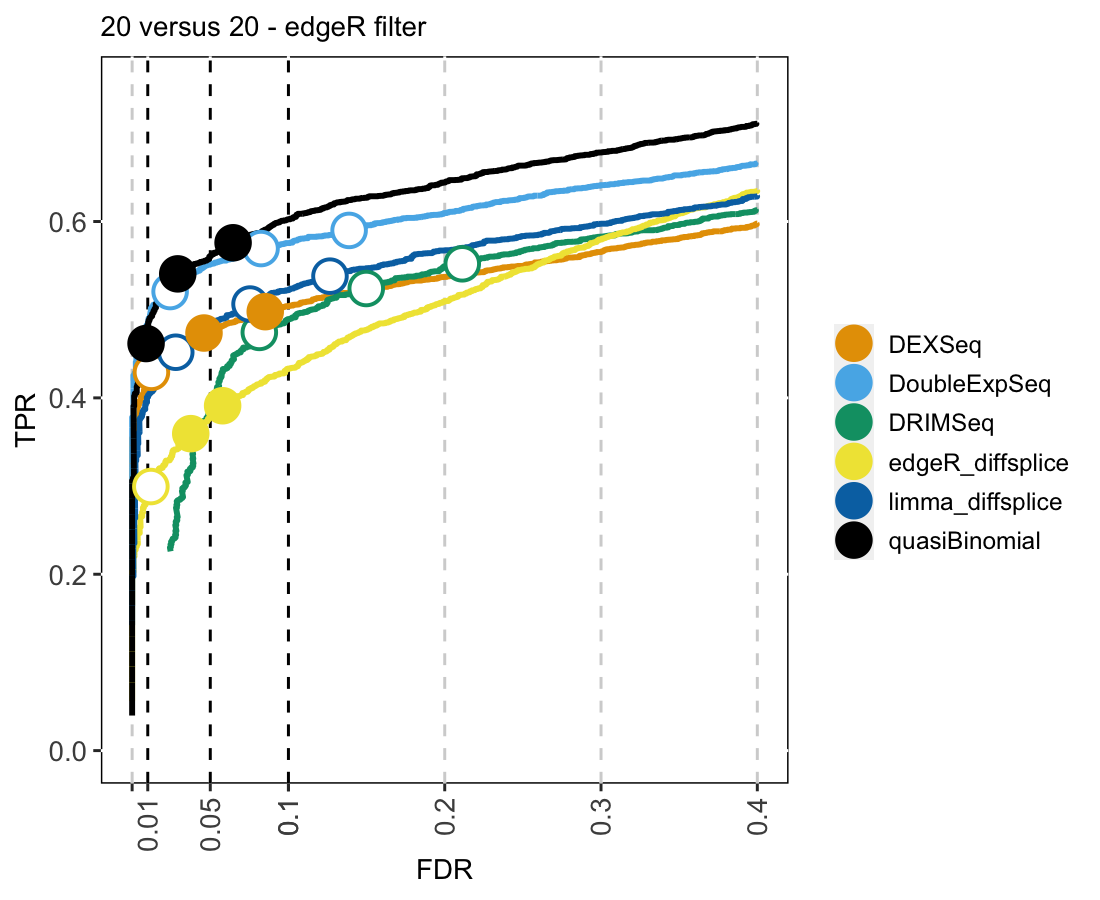 20 versus 20 - edgeR filter
TPR
0.6
0.4
0.2
0.0
0.01
0.05
0.1
0.2
0.3
0.4
FDR
DEXSeq
DoubleExpSeq
DRIMSeq
edgeR_diffsplice
limma_diffsplice
quasiBinomial